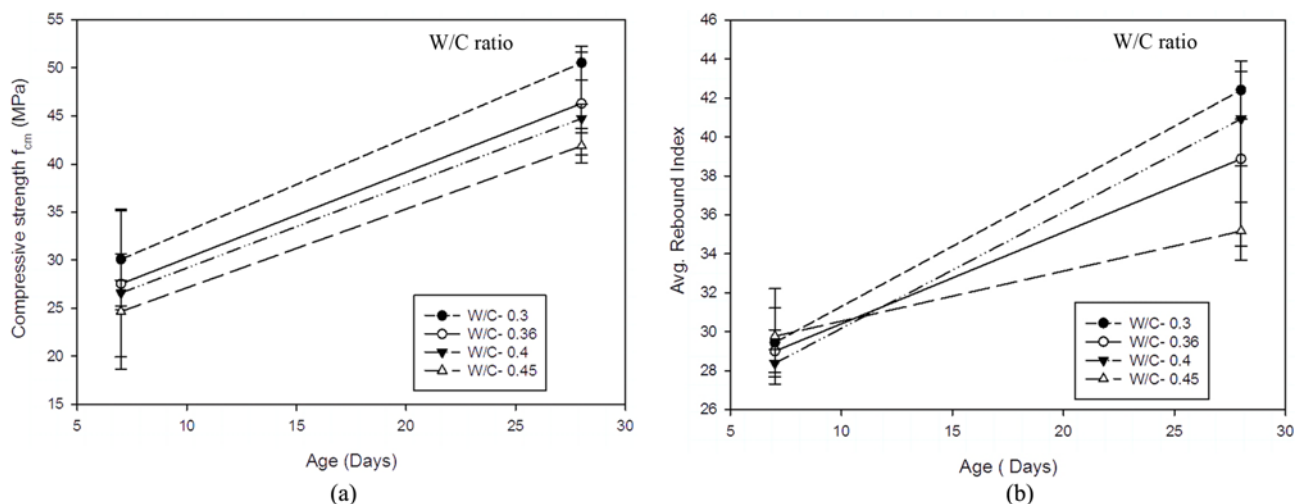 W/C ratio
Compressive strength fcm (MPa)
55
50
45
40
35
30
25
20
15
5
10
15
20
25
30
Age (Days)
W/C- 0.3
W/C- 0.36
W/C- 0.4
W/C- 0.45
(a)
W/C ratio
Avg. Rebound Index
46
44
42
40
38
36
34
32
30
28
26
5
10
15
20
25
30
Age ( Days)
W/C- 0.3
W/C- 0.36
W/C- 0.4
W/C- 0.45
(b)